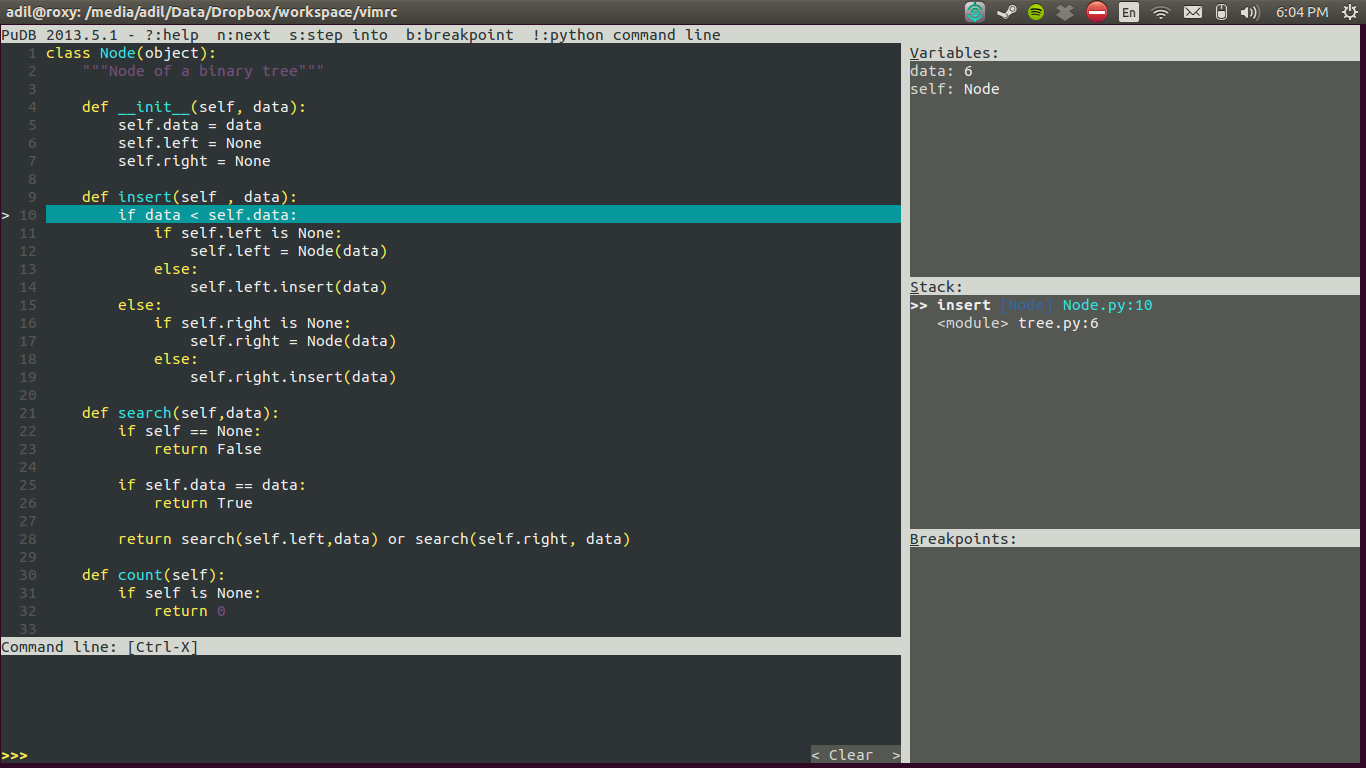 adil@roxy: /media/adil/Data/Dropbox/workspace/vimrc
En
6:04 PM
PuDB 2013.5.1 - ?:help  n:next  s:step into  b:breakpoint  !:python command line
1 class Node(object):
2     """Node of a binary tree"""
3
4     def __init__(self, data):
5         self.data = data
6         self.left = None
7         self.right = None
8
9     def insert(self , data):
> 10         if data < self.data:
11             if self.left is None:
12                 self.left = Node(data)
13             else:
14                 self.left.insert(data)
15         else:
16             if self.right is None:
17                 self.right = Node(data)
18             else:
19                 self.right.insert(data)
20
21     def search(self,data):
22         if self == None:
23             return False
24
25         if self.data == data:
26             return True
27
28         return search(self.left,data) or search(self.right, data)
29
30     def count(self):
31         if self is None:
32             return 0
33
Command line: [Ctrl-X]
>>>
< Clear  >
Variables:
data: 6
self: Node
Stack:
>> insert [Node] Node.py:10
   <module> tree.py:6
Breakpoints: